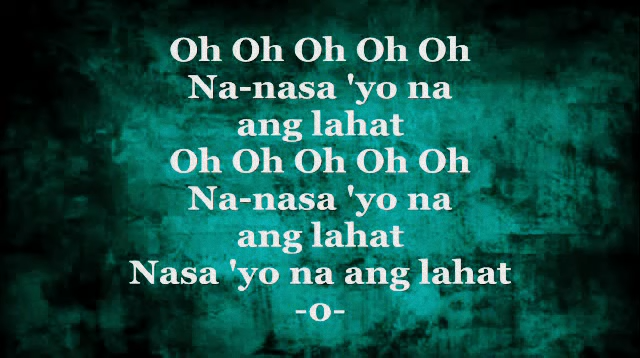 Oh Oh Oh Oh Oh
Na-nasa 'yo na
ang lahat
Oh Oh Oh Oh Oh
Na-nasa 'yo na
ang lahat
Nasa 'yo na ang lahat
-o-